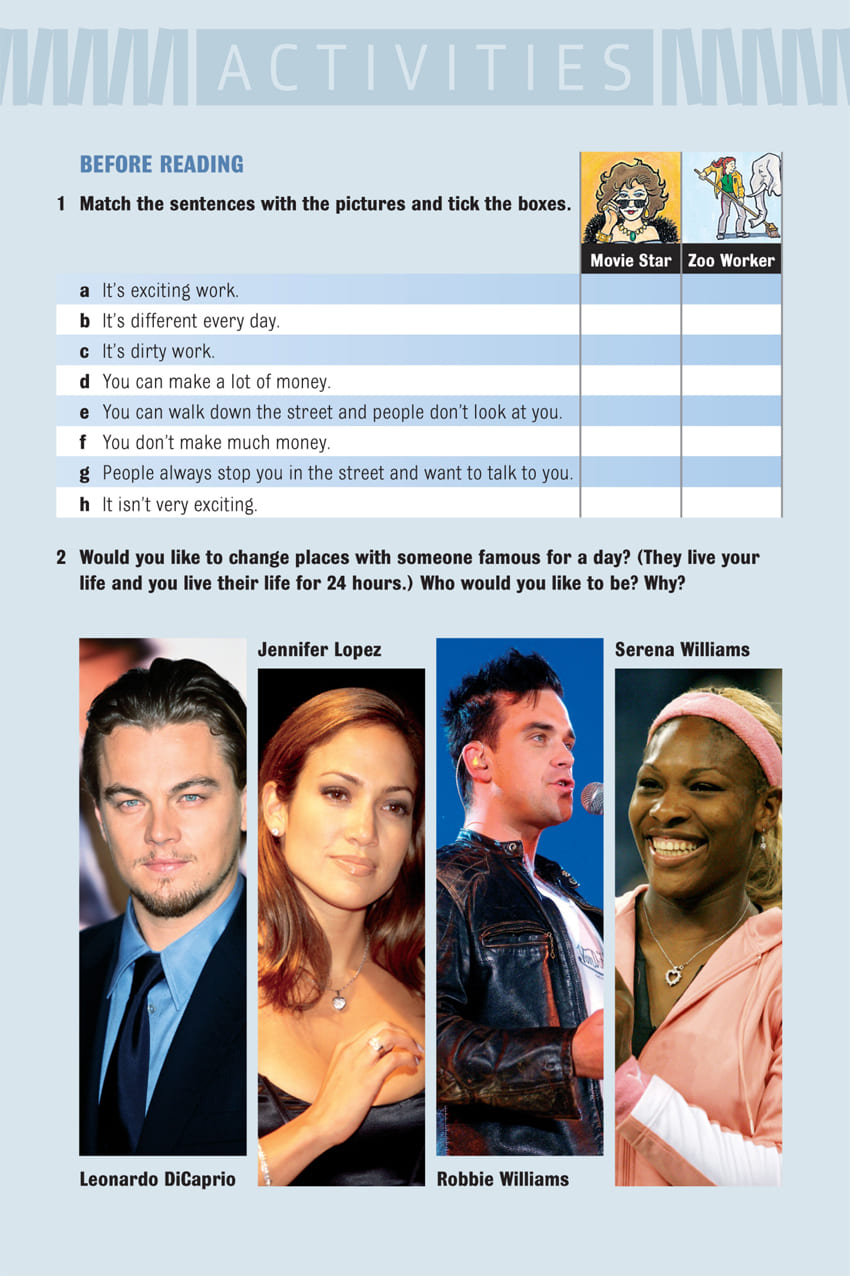 ACTIVITIES
BEFORE READING
1 Match the sentences with the pictures and tick the boxes.
Movie Star Zoo Worker
a It's exciting work.
b It's different every day.
c It's dirty work.
d You can make a lot of money.
e You can walk down the street and people don't look at you.
f You don't make much money.
g People always stop you in the street and want to talk to you.
h It isn't very exciting.
2 Would you like to change places with someone famous for a day? (They live your
life and you live their life for 24 hours.) Who would you like to be? Why?
Jennifer Lopez
Serena Williams
Leonardo DiCaprio
Robbie Williams